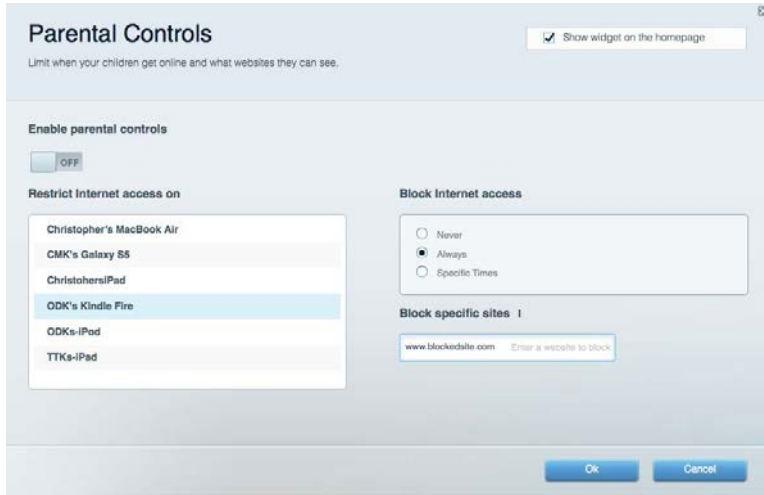 Parental Controls
Show widget on the homepage
Limit when your children get online and what websites they can see.
Enable parental controls
OFF
Restrict Internet access on
Block Internet access
Christopher's MacBook Air
CMK's Galaxy S5
ChristohersiPad
ODK's Kindle Fire
ODKs-iPod
TTKs-iPad
Never
Always
Specific Times
Block specific sites
www.blockedsite.com Enter a website to block
Ok Cancel